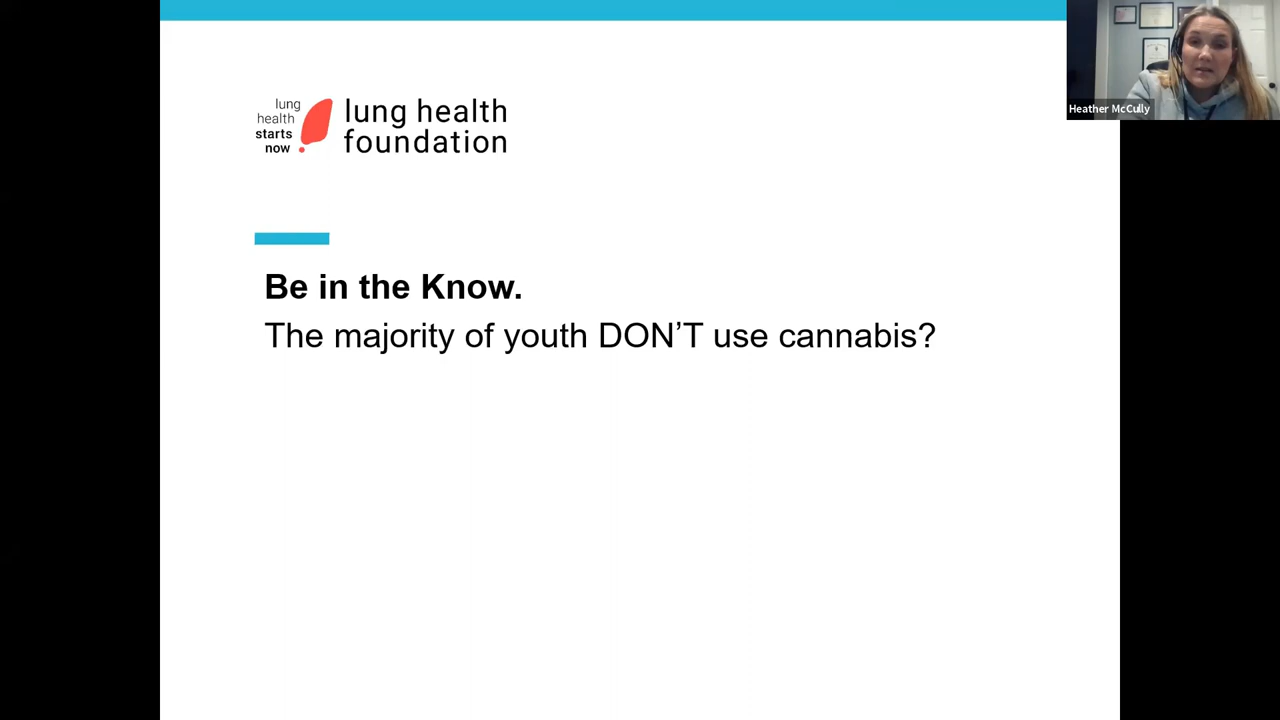 lung
health
starts
now
lung health
foundation
Heather McCully
Be in the Know.
The majority of youth DON’T use cannabis?